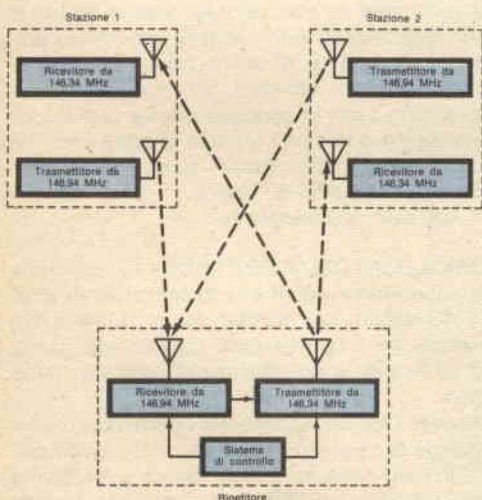 Stazione 1
Stazione 2
Ricevitore da
146,34 MHz
Trasmettitore da
146,94 MHz
Trasmettitore da
146,94 MHz
Ricevitore da
146,34 MHz
Ricevitore da
146,94 MHz
Trasmettitore da
146,34 MHz
Sistema
di controllo
Ripetitore